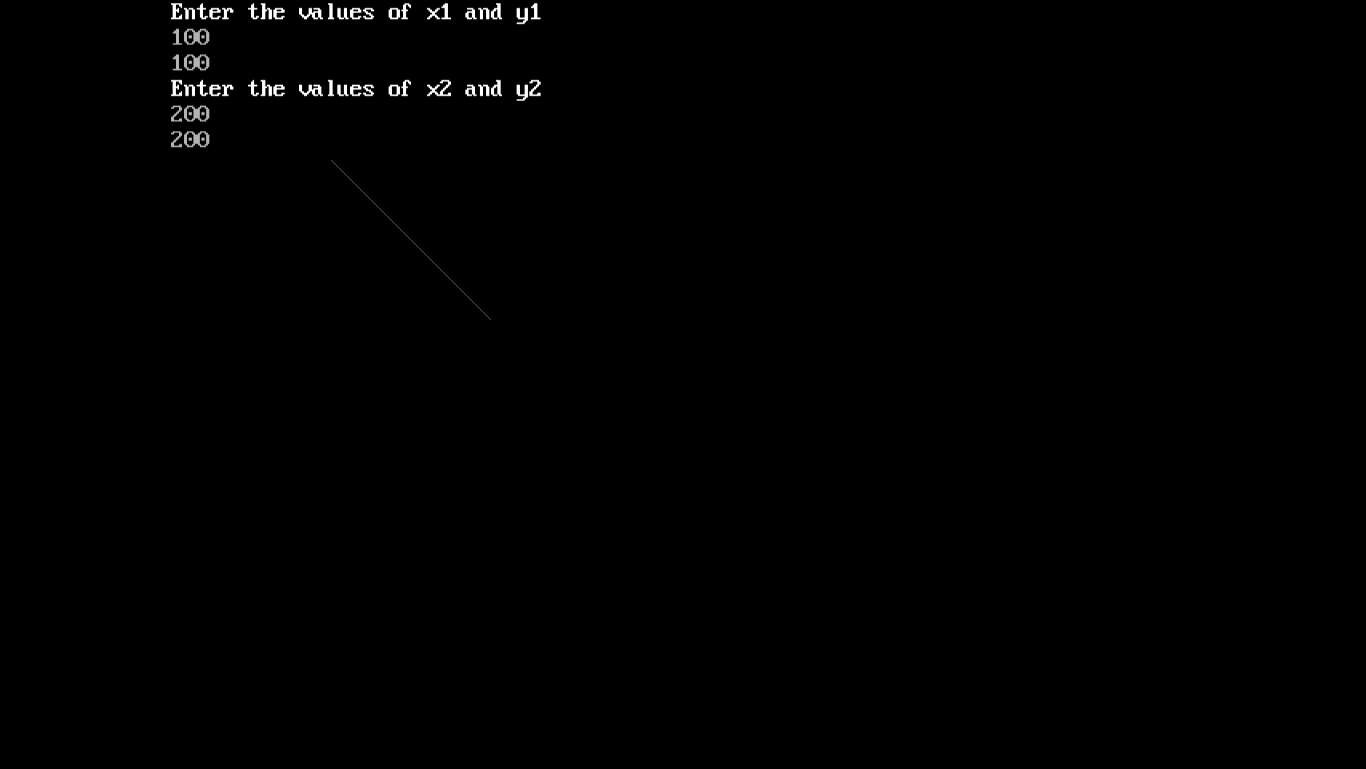 Enter the values of x1 and y1
100
100
Enter the values of x2 and y2
200
200